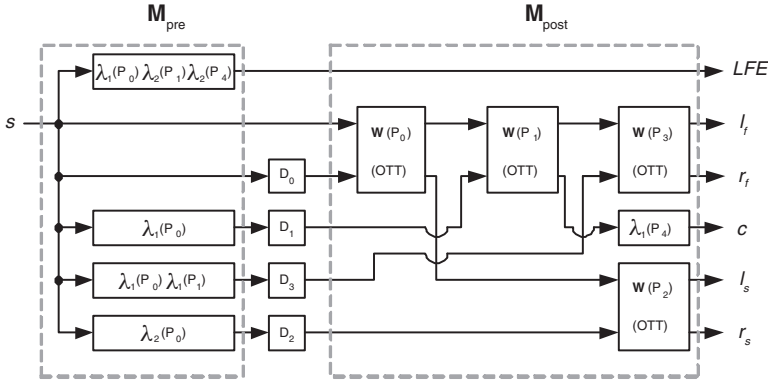 M_pre M_post
λ₁(P₀) λ₂(P₁) λ₂(P₄) LFE
s W(P₀) W(P₁) W(P₃) l_f
D₀ (OTT) (OTT) (OTT) r_f
λ₁(P₀) D₁ λ₁(P₄) c
λ₁(P₀) λ₁(P₁) D₃ W(P₂) l_s
λ₂(P₀) D₂ (OTT) r_s